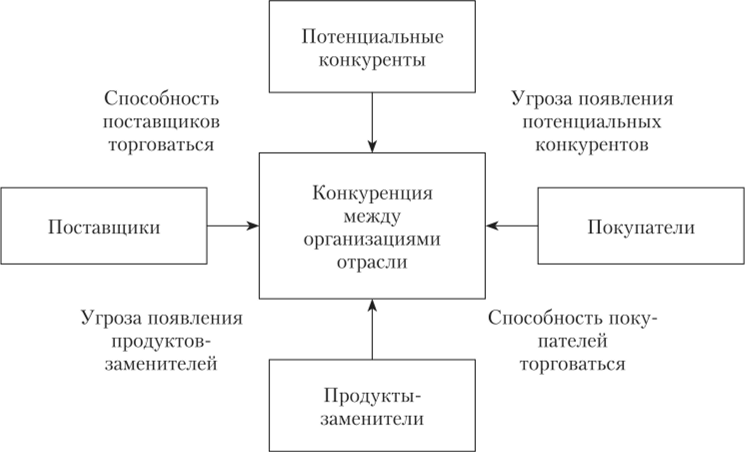 Потенциальные
конкуренты
Способность
поставщиков
торговаться
Угроза появления
потенциальных
конкурентов
Поставщики
Конкуренция
между
организациями
отрасли
Покупатели
Угроза появления
продуктов-
заменителей
Способность поку-
пателей
торговаться
Продукты-
заменители